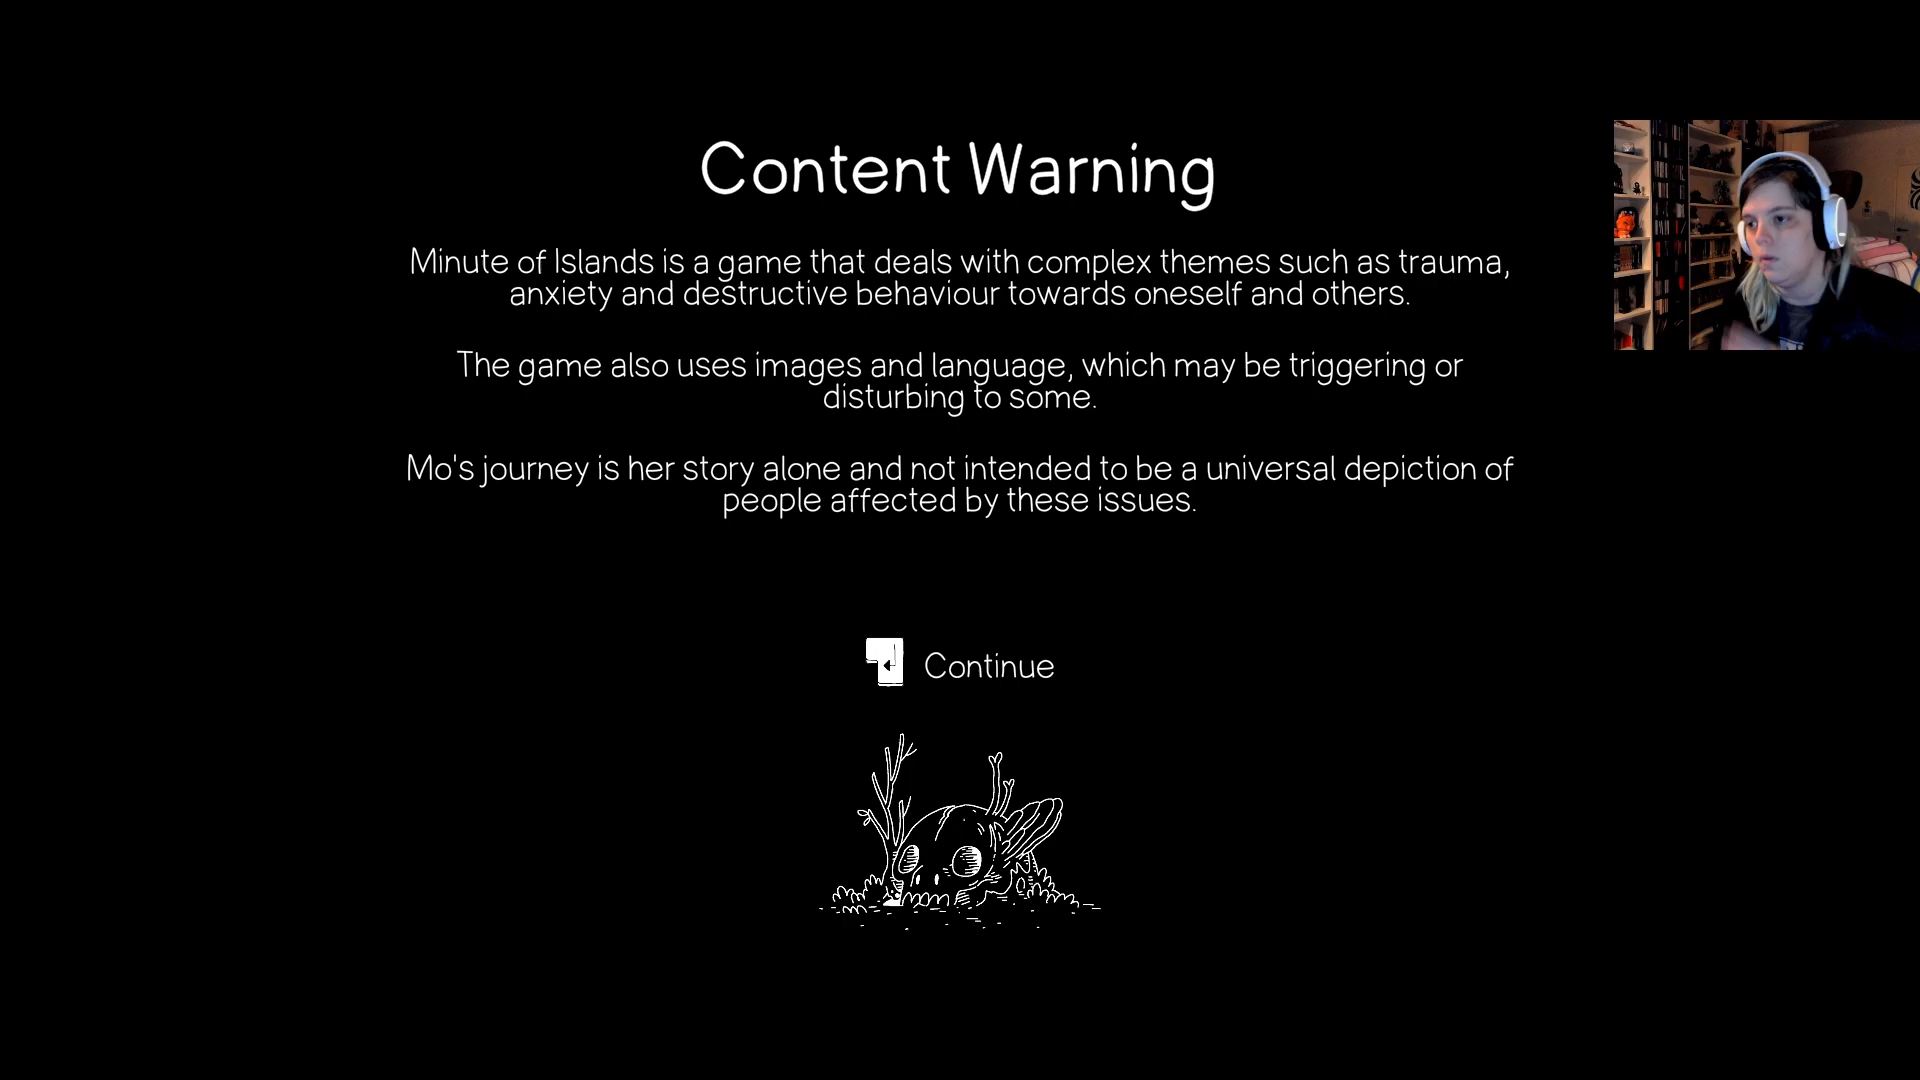 Content Warning
Minute of Islands is a game that deals with complex themes such as trauma,
anxiety and destructive behaviour towards oneself and others.
The game also uses images and language, which may be triggering or
disturbing to some.
Mo's journey is her story alone and not intended to be a universal depiction of
people affected by these issues.
Continue